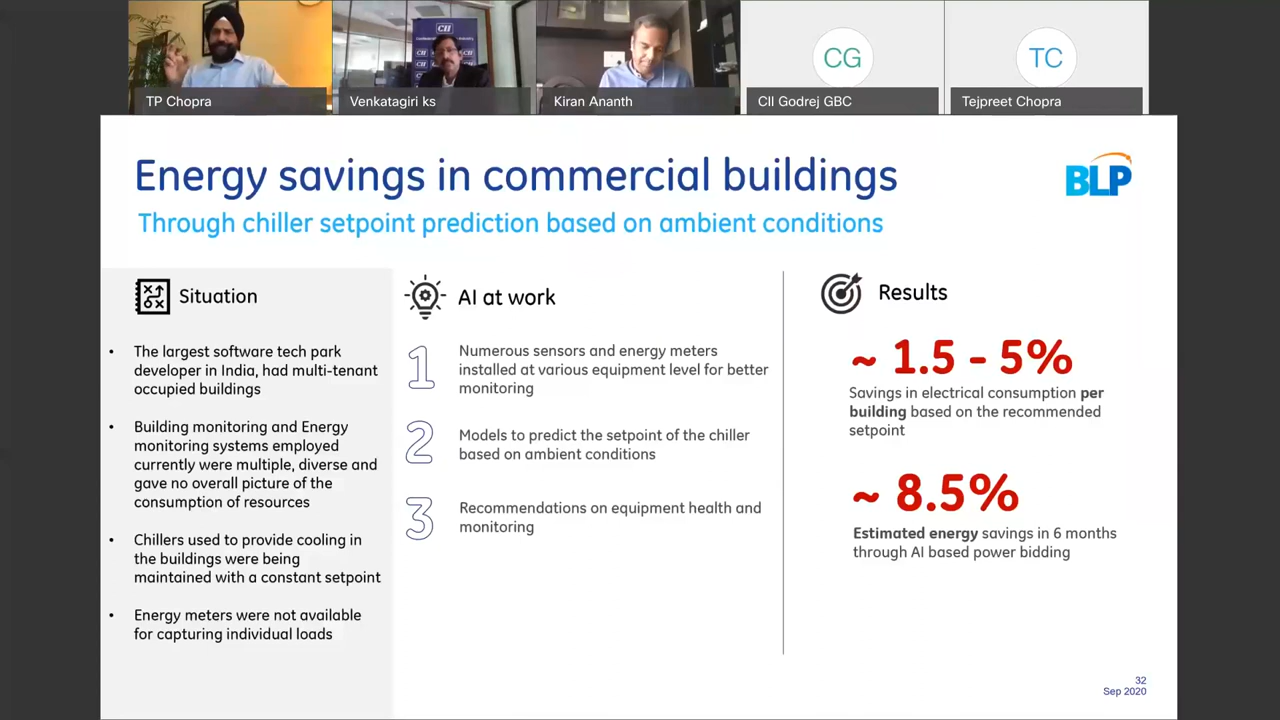 CII
TP Chopra
Venkatagiri ks
Kiran Ananth
CG
CII Godrej GBC
TC
Tejpreet Chopra
Energy savings in commercial buildings
Through chiller setpoint prediction based on ambient conditions
BLP
Situation
• The largest software tech park
developer in India, had multi-tenant
occupied buildings
• Building monitoring and Energy
monitoring systems employed
currently were multiple, diverse and
gave no overall picture of the
consumption of resources
• Chillers used to provide cooling in
the buildings were being
maintained with a constant setpoint
• Energy meters were not available
for capturing individual loads
AI at work
1
Numerous sensors and energy meters
installed at various equipment level for better
monitoring
2
Models to predict the setpoint of the chiller
based on ambient conditions
3
Recommendations on equipment health and
monitoring
Results
~ 1.5 - 5%
Savings in electrical consumption per
building based on the recommended
setpoint
~ 8.5%
Estimated energy savings in 6 months
through AI based power bidding
32
Sep 2020